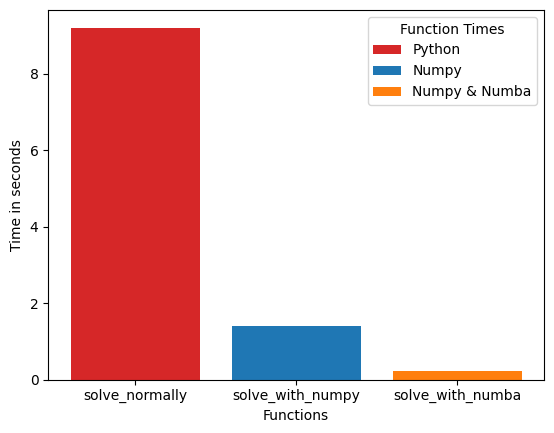 Function Times
Python
Numpy
Numpy & Numba
8
6
4
2
0
Time in seconds
solve_normally solve_with_numpy solve_with_numba
Functions